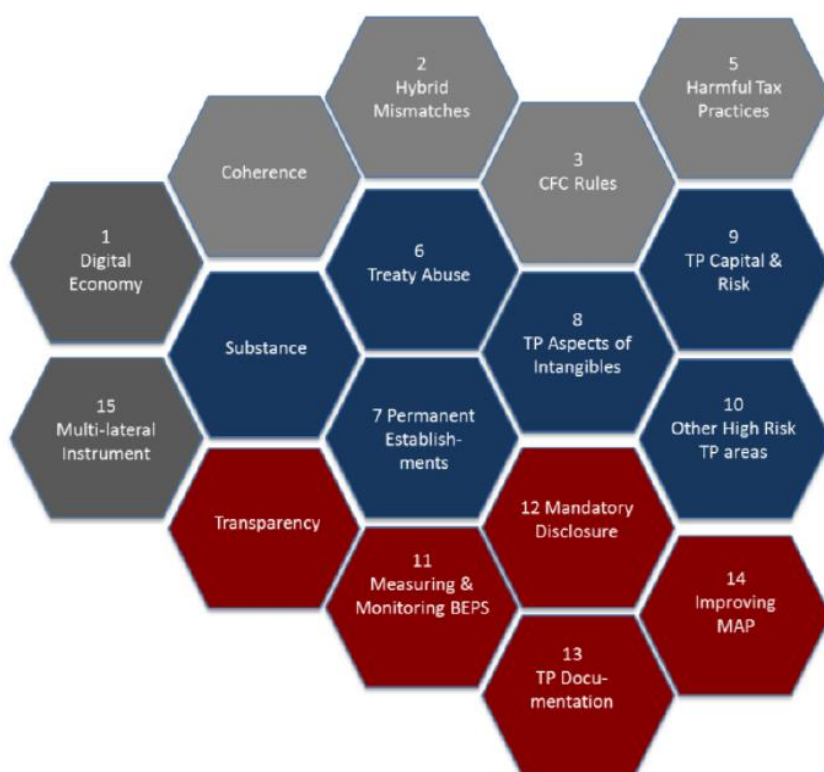 2
Hybrid
Mismatches
5
Harmful Tax
Practices
Coherence
3
CFC Rules
1
Digital
Economy
6
Treaty Abuse
9
TP Capital &
Risk
Substance
8
TP Aspects of
Intangibles
15
Multi-lateral
Instrument
7 Permanent
Establish-
ments
10
Other High Risk
TP areas
Transparency
12 Mandatory
Disclosure
11
Measuring &
Monitoring BEPS
14
Improving
MAP
13
TP Docu-
mentation